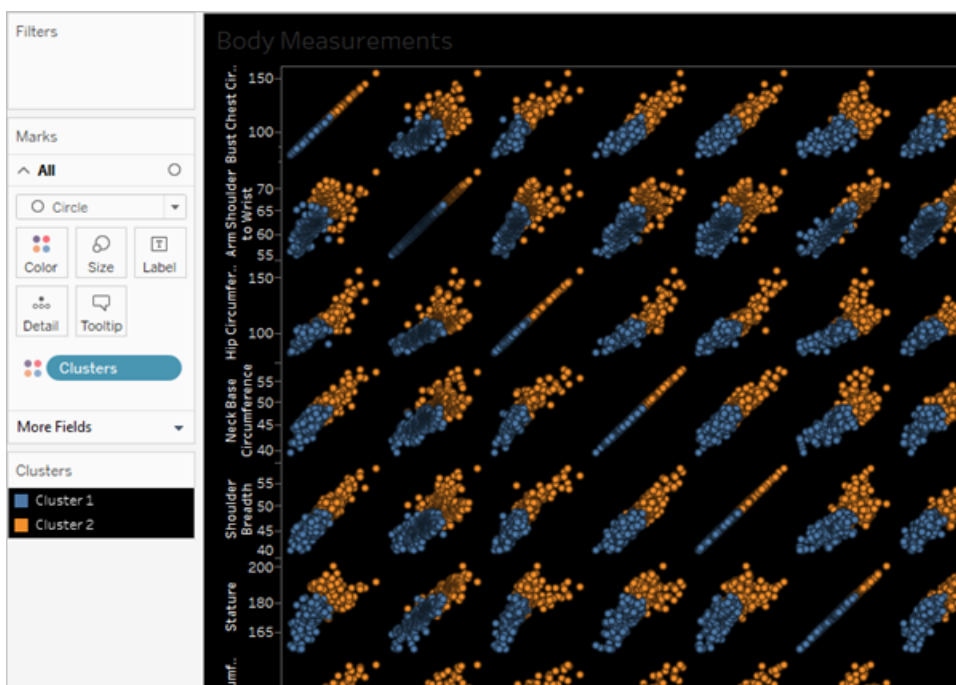 Filters
Marks
All
Circle
Color
Size
Label
Detail
Tooltip
Clusters
More Fields
Clusters
Cluster 1
Cluster 2
Body Measurements
Bust Chest Cir..
150
100
Arm Shoulder
to Wrist
70
65
60
55
Hip Circumfer..
150
100
Neck Base
Circumference
55
50
45
40
Shoulder
Breadth
55
50
45
40
Stature
200
180
165
umf..